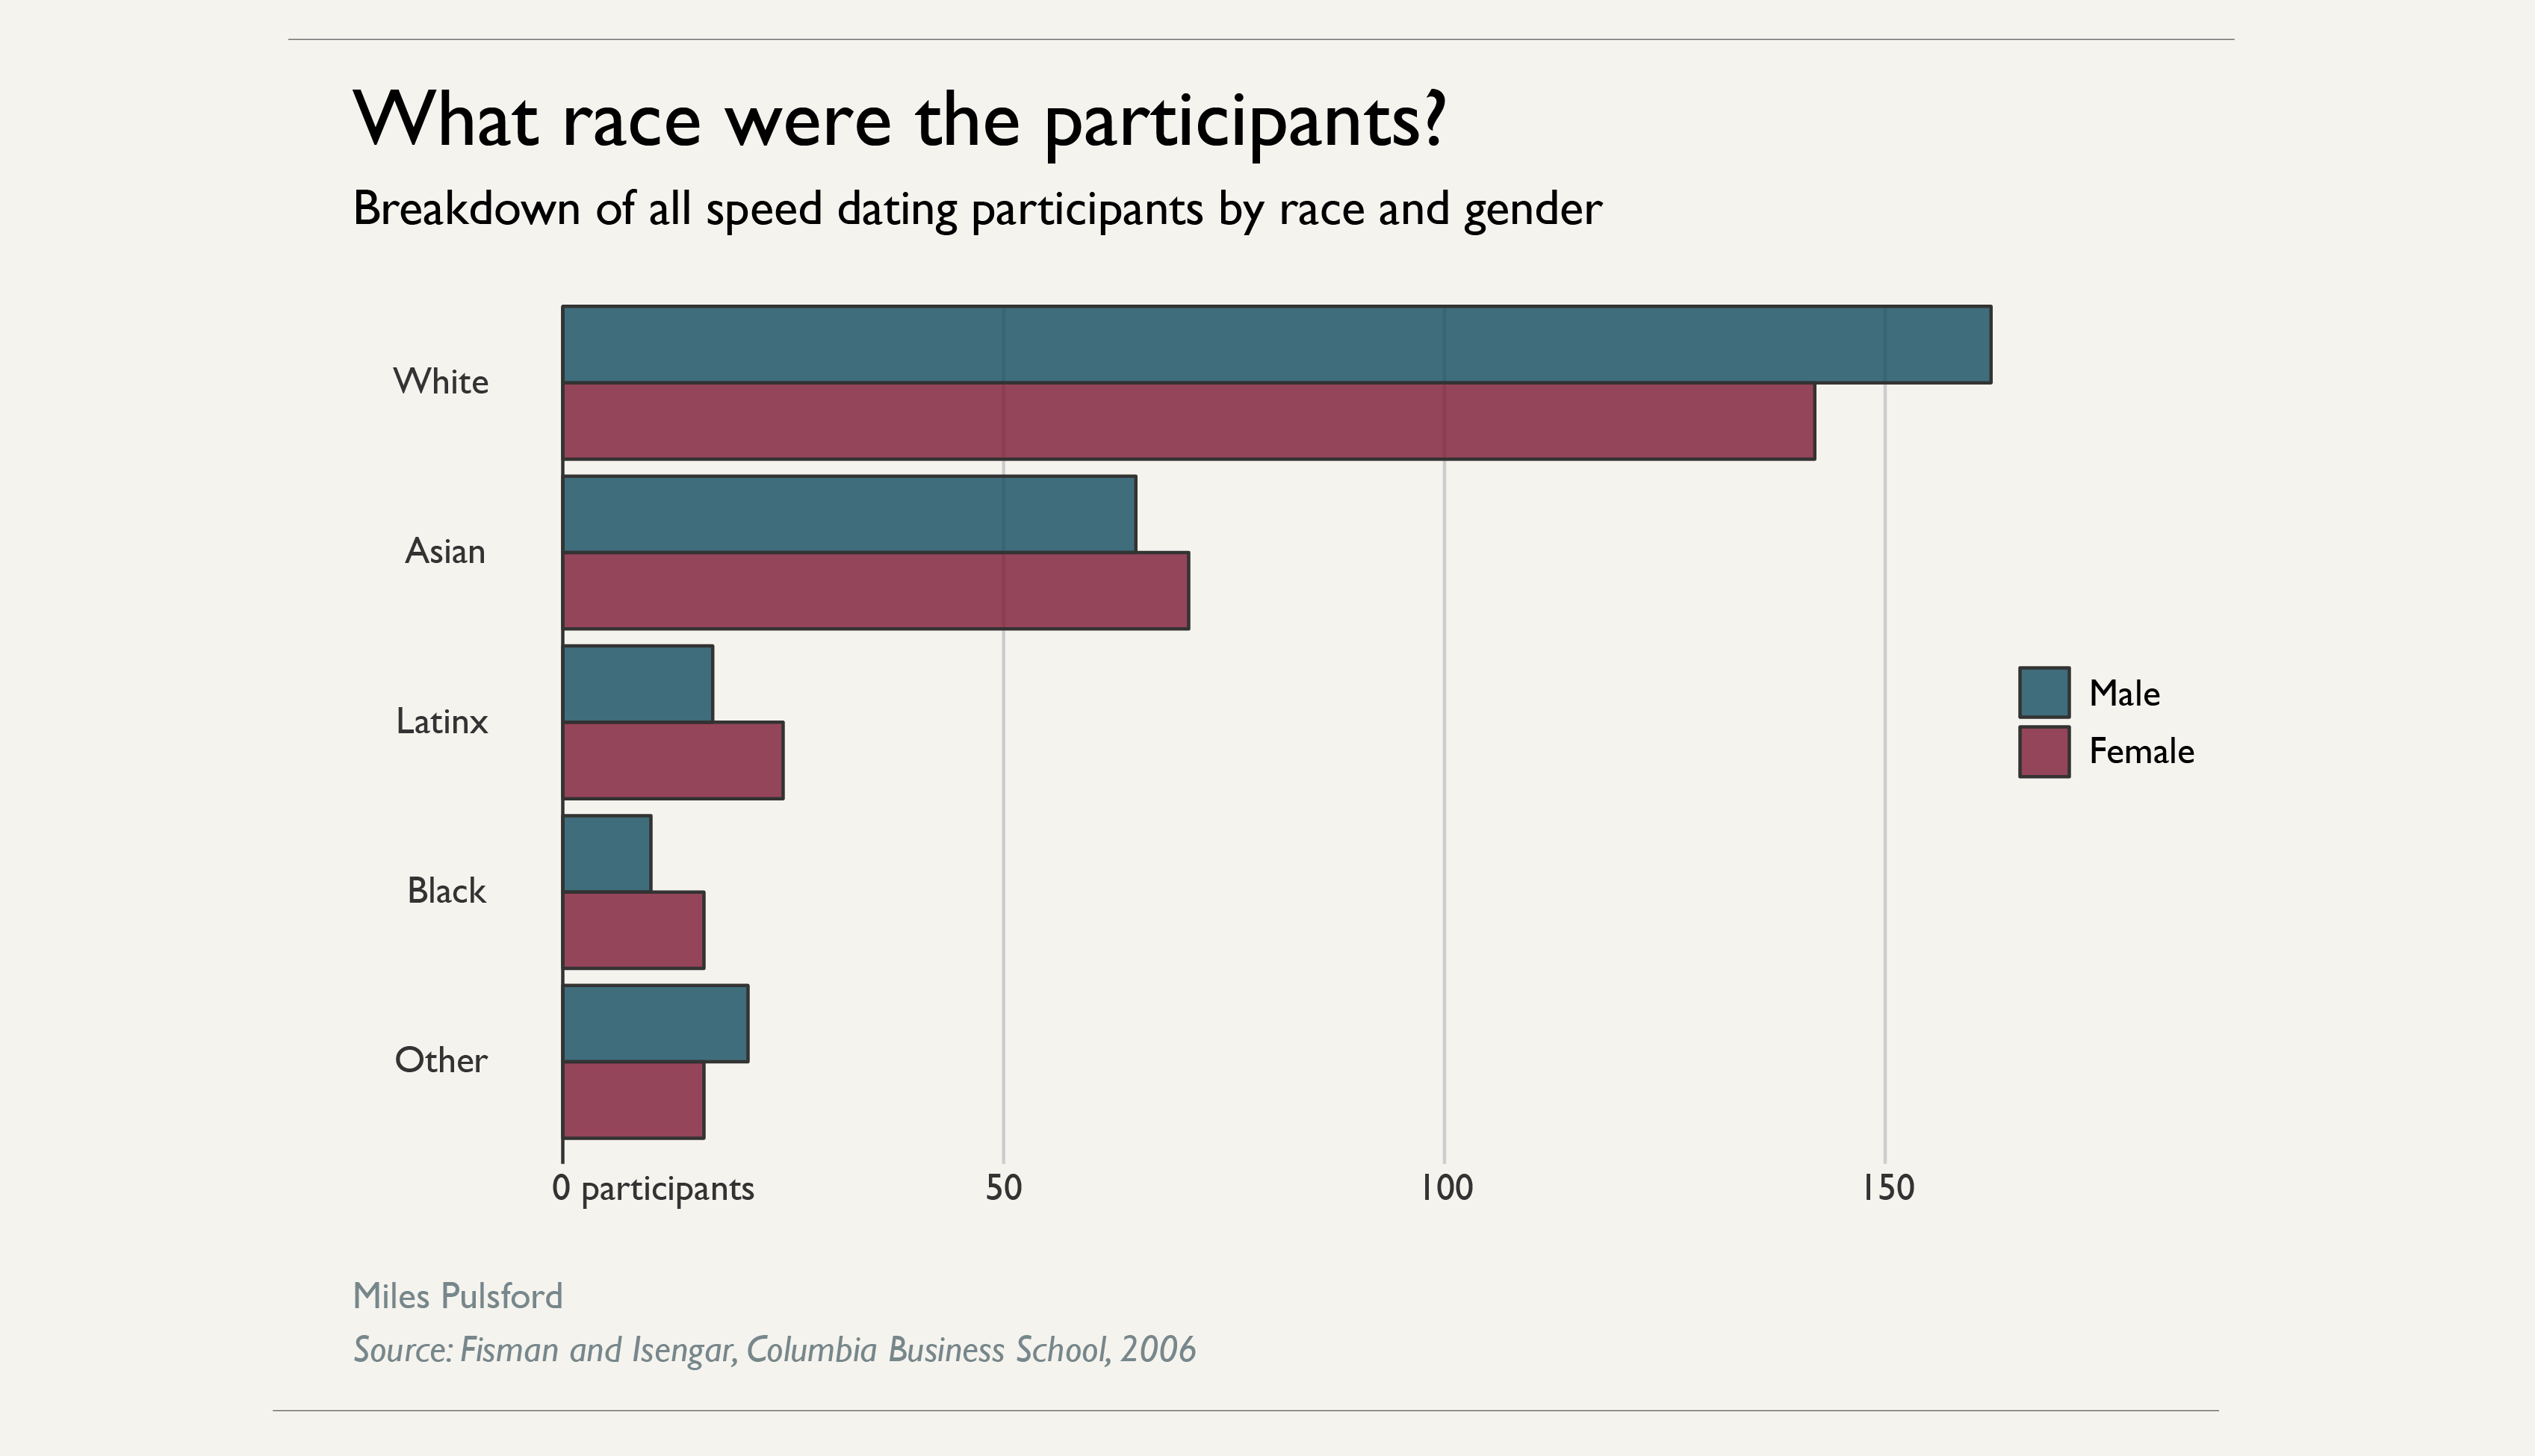 What race were the participants?
Breakdown of all speed dating participants by race and gender
White
Asian
Latinx
Black
Other
Male
Female
0 participants 50 100 150
Miles Pulsford
Source: Fisman and Isengar, Columbia Business School, 2006